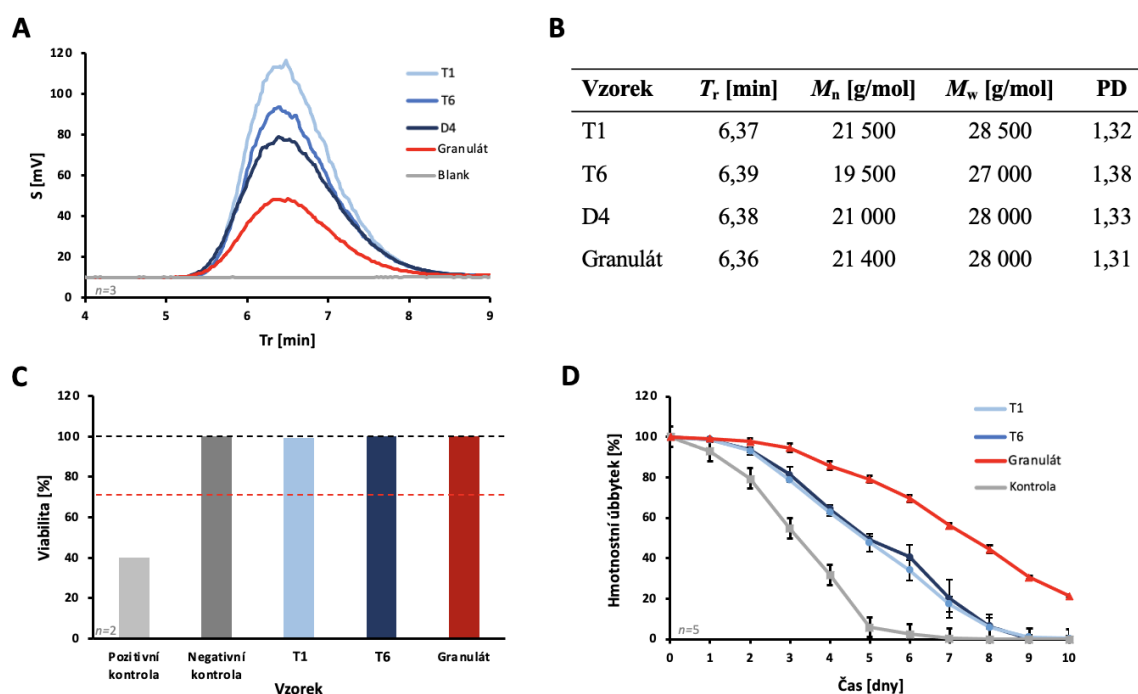 A
S [mV]
120
100
80
60
40
20
0
T1
T6
D4
Granulát
Blank
n=3
4 5 6 7 8 9
Tr [min]
B
Vzorek Tr [min] Mn [g/mol] Mw [g/mol] PD
T1 6,37 21 500 28 500 1,32
T6 6,39 19 500 27 000 1,38
D4 6,38 21 000 28 000 1,33
Granulát 6,36 21 400 28 000 1,31
C
Viabilita [%]
120
100
80
60
40
20
0
n=2
Pozitivní kontrola
Negativní kontrola
T1
T6
Granulát
Vzorek
D
Hmotnostní úbbytek [%]
120
100
80
60
40
20
0
T1
T6
Granulát
Kontrola
n=5
0 1 2 3 4 5 6 7 8 9 10
Čas [dny]